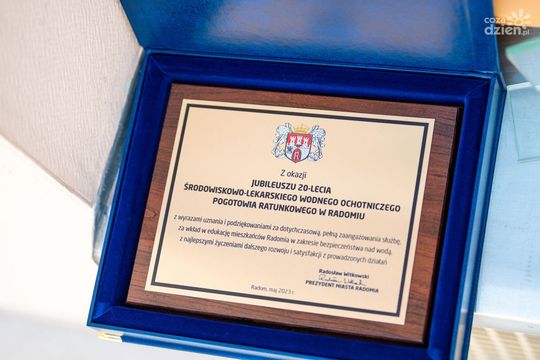 cozadzien.pl
Z okazji
JUBILEUSZU 20-LECIA
ŚRODOWISKOWO-LEKARSKIEGO WODNEGO OCHOTNICZEGO
POGOTOWIA RATUNKOWEGO W RADOMIU
z wyrazami uznania i podziękowaniami za dotychczasową, pełną zaangażowania służbę,
za wkład w edukację mieszkańców Radomia w zakresie bezpieczeństwa nad wodą,
z najlepszymi życzeniami dalszego rozwoju i satysfakcji z prowadzonych działań
Radosław Witkowski
PREZYDENT MIASTA RADOMIA
Radom, maj 2023 r.